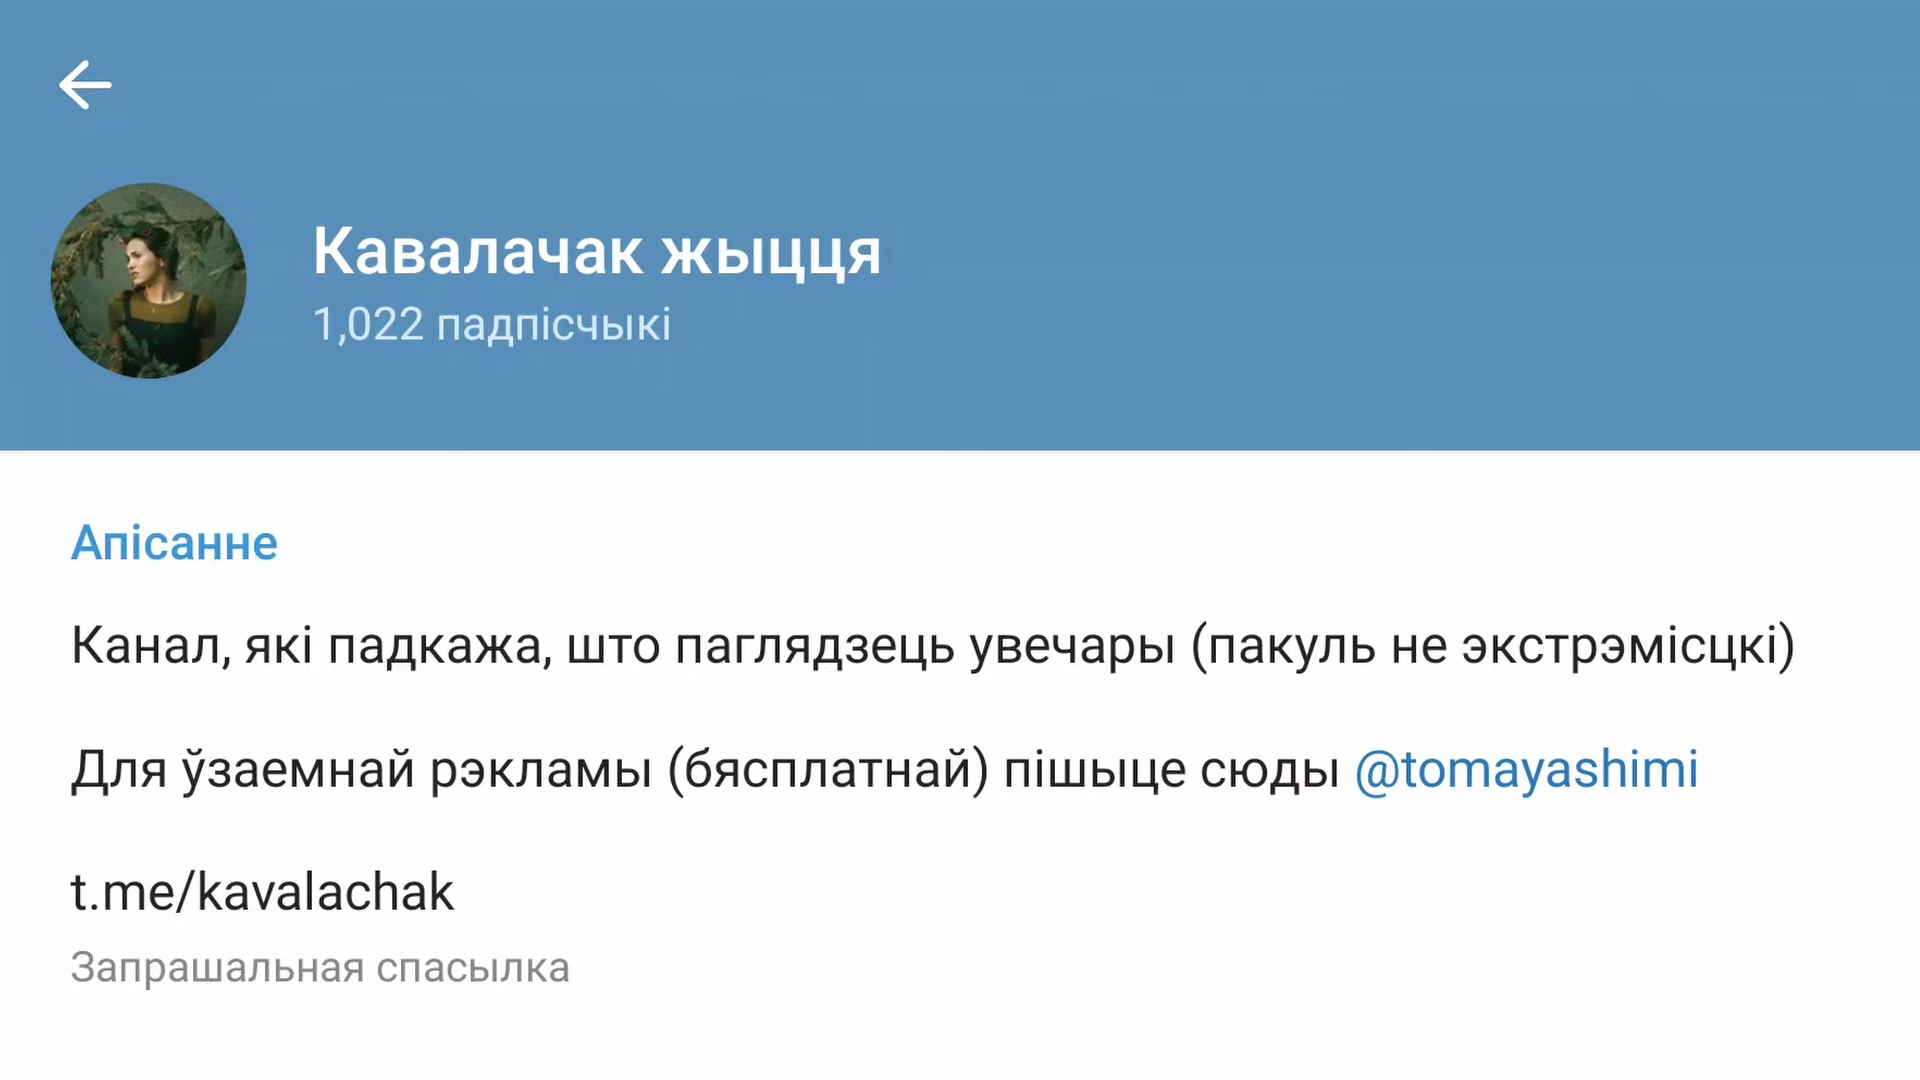 Кавалачак жыцця
1,022 падпісчыкі
Апісанне
Канал, які падкажа, што паглядзець увечары (пакуль не экстрэмісцкі)
Для ўзаемнай рэкламы (бясплатнай) пішыце сюды @tomayashimi
t.me/kavalachak
Запрашальная спасылка